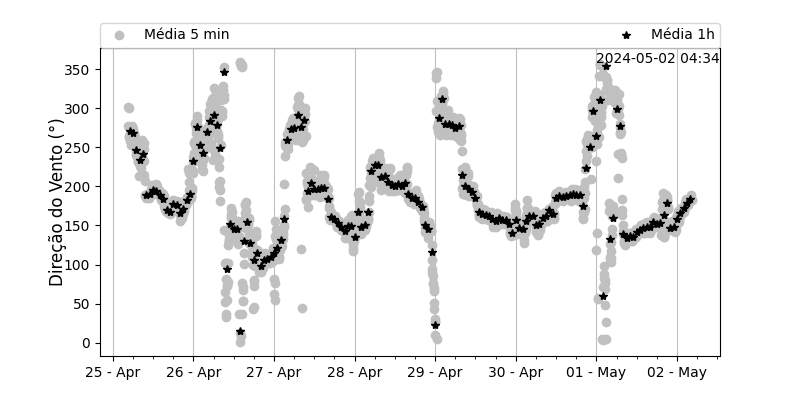 Média 5 min
Média 1h
2024-05-02 04:34
Direção do Vento (°)
350
300
250
200
150
100
50
0
25 - Apr
26 - Apr
27 - Apr
28 - Apr
29 - Apr
30 - Apr
01 - May
02 - May